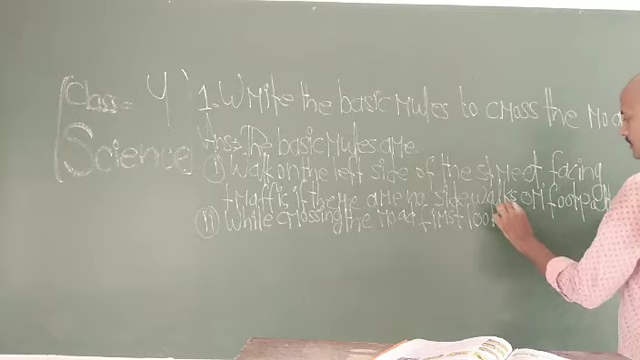 Class- 4
Science
1. Write the basic rules to cross the Roa
Ans:- The basic rules are
(i) Walk on the left side of the street facing
traffic if there are no sidewalks or footpath
(ii) While crossing the road first look